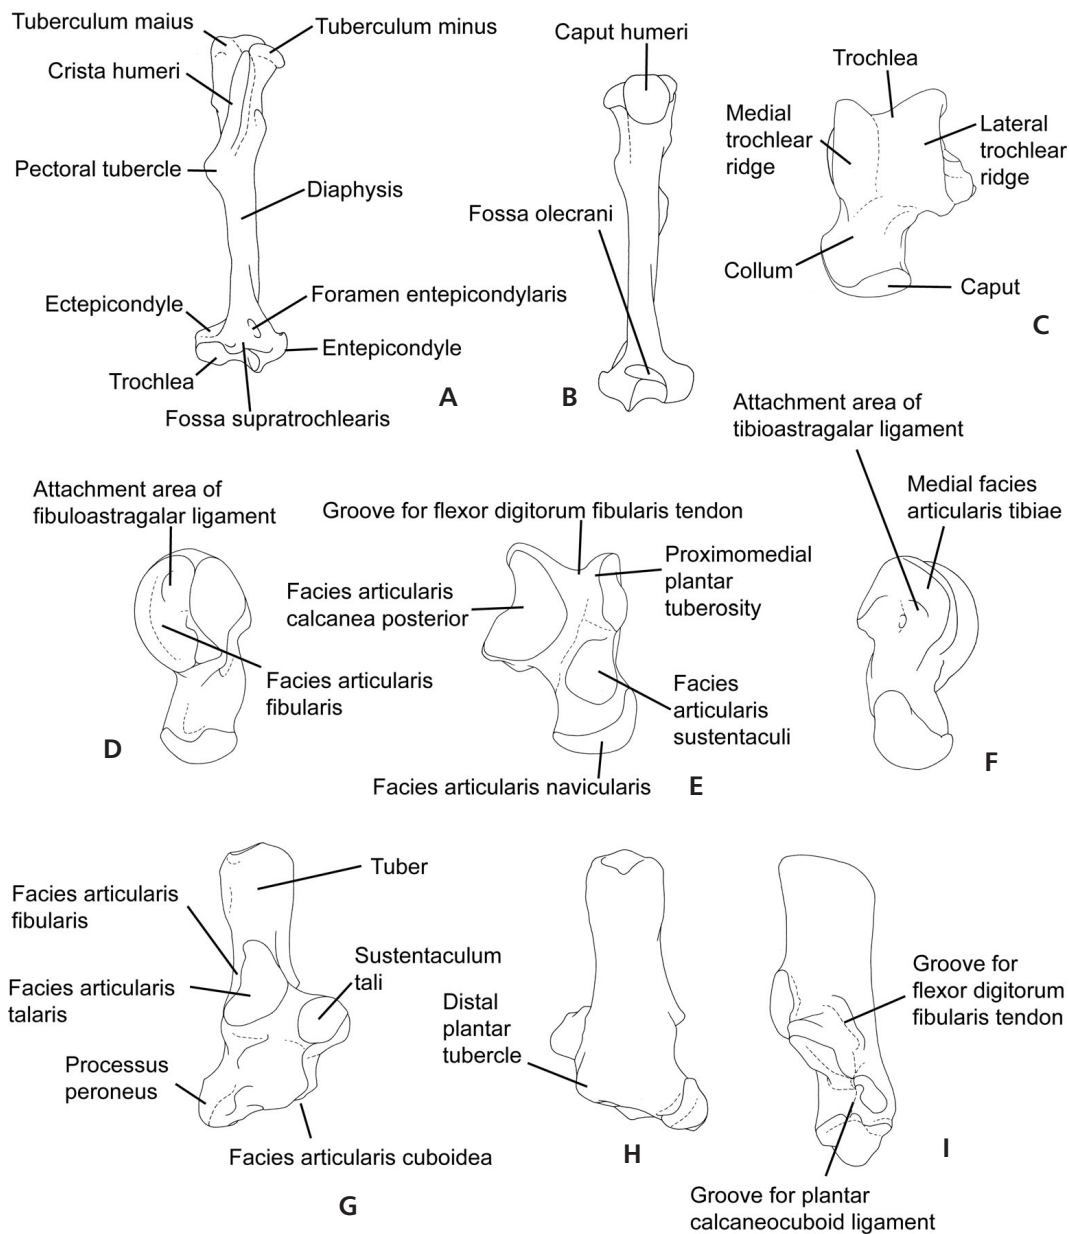 Tuberculum maius
Tuberculum minus
Crista humeri
Pectoral tubercle
Diaphysis
Ectepicondyle
Foramen entepicondylaris
Entepicondyle
Trochlea
Fossa supratrochlearis
A
Caput humeri
Fossa olecrani
B
Trochlea
Medial
trochlear
ridge
Lateral
trochlear
ridge
Collum
Caput
C
Attachment area of
fibuloastragalar ligament
Facies articularis
fibularis
D
Groove for flexor digitorum fibularis tendon
Facies articularis
calcanea posterior
Proximomedial
plantar
tuberosity
Facies
articularis
sustentaculi
Facies articularis navicularis
E
Attachment area of
tibioastragalar ligament
Medial facies
articularis tibiae
F
Tuber
Facies articularis
fibularis
Facies articularis
talaris
Sustentaculum
tali
Processus
peroneus
Facies articularis cuboidea
G
Distal
plantar
tubercle
H
Groove for
flexor digitorum
fibularis tendon
Groove for plantar
calcaneocuboid ligament
I